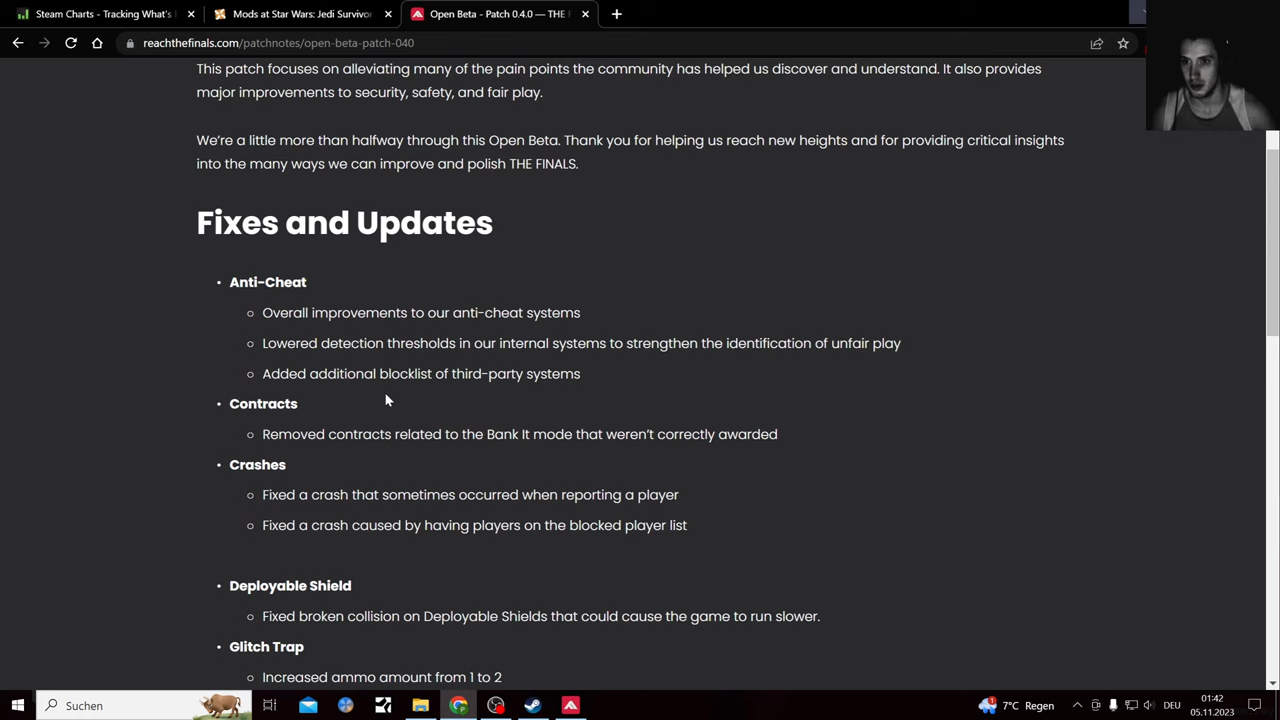 Steam Charts - Tracking What's
Mods at Star Wars: Jedi Survivor
Open Beta - Patch 0.4.0 — THE
reachthefinals.com/patchnotes/open-beta-patch-040
This patch focuses on alleviating many of the pain points the community has helped us discover and understand. It also provides
major improvements to security, safety, and fair play.
We're a little more than halfway through this Open Beta. Thank you for helping us reach new heights and for providing critical insights
into the many ways we can improve and polish THE FINALS.
Fixes and Updates
• Anti-Cheat
○ Overall improvements to our anti-cheat systems
○ Lowered detection thresholds in our internal systems to strengthen the identification of unfair play
○ Added additional blocklist of third-party systems
• Contracts
○ Removed contracts related to the Bank It mode that weren't correctly awarded
• Crashes
○ Fixed a crash that sometimes occurred when reporting a player
○ Fixed a crash caused by having players on the blocked player list
• Deployable Shield
○ Fixed broken collision on Deployable Shields that could cause the game to run slower.
• Glitch Trap
○ Increased ammo amount from 1 to 2
Suchen
7°C Regen
DEU
01:42
05.11.2023